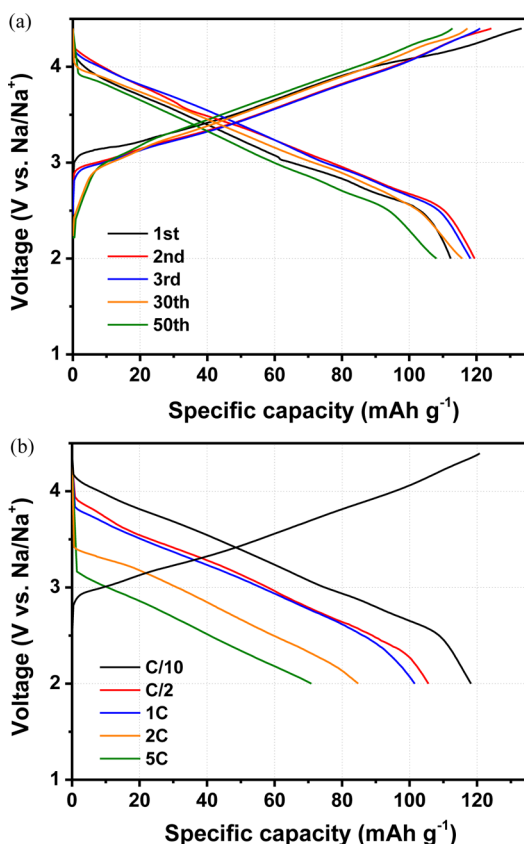 (a)
Voltage (V vs. Na/Na⁺)
4
3
2
1
1st
2nd
3rd
30th
50th
0 20 40 60 80 100 120
Specific capacity (mAh g⁻¹)
(b)
Voltage (V vs. Na/Na⁺)
4
3
2
1
C/10
C/2
1C
2C
5C
0 20 40 60 80 100 120
Specific capacity (mAh g⁻¹)